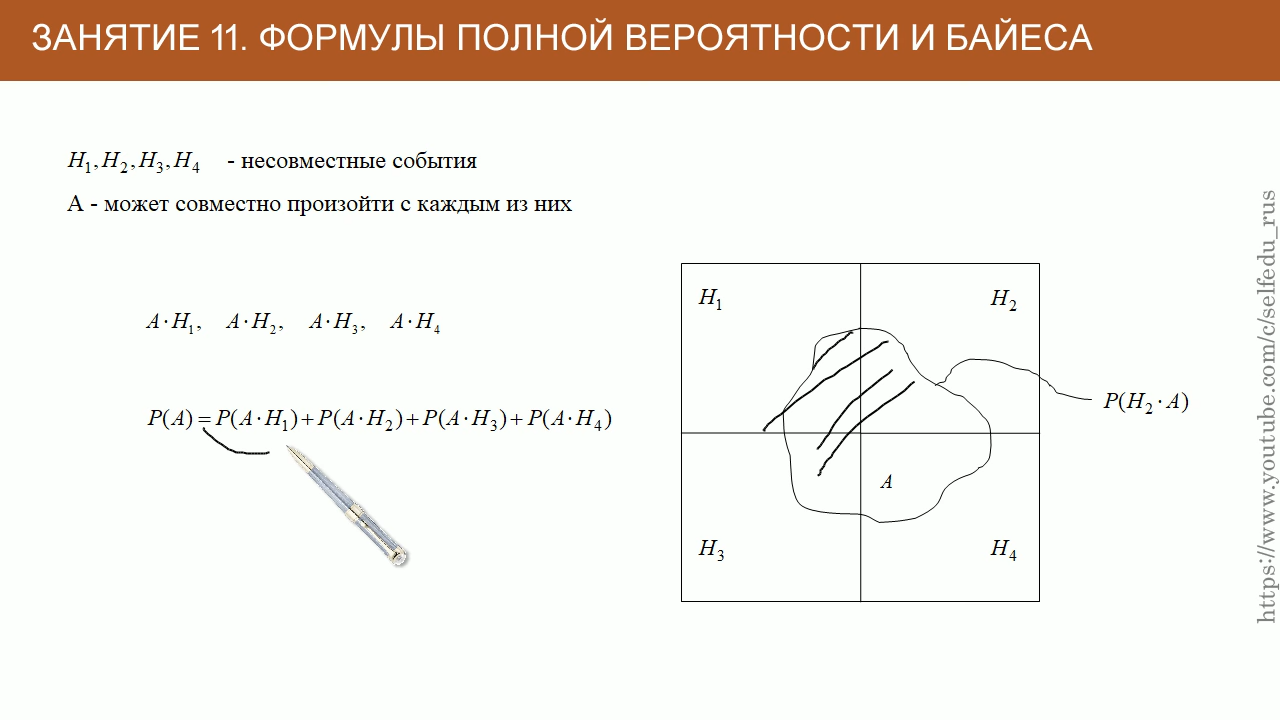 ЗАНЯТИЕ 11. ФОРМУЛЫ ПОЛНОЙ ВЕРОЯТНОСТИ И БАЙЕСА
H₁, H₂, H₃, H₄ - несовместные события
А - может совместно произойти с каждым из них
A·H₁, A·H₂, A·H₃, A·H₄
P(A) = P(A·H₁) + P(A·H₂) + P(A·H₃) + P(A·H₄)
H₁
H₂
P(H₂·A)
A
H₃
H₄
https://www.youtube.com/c/selfedu_rus